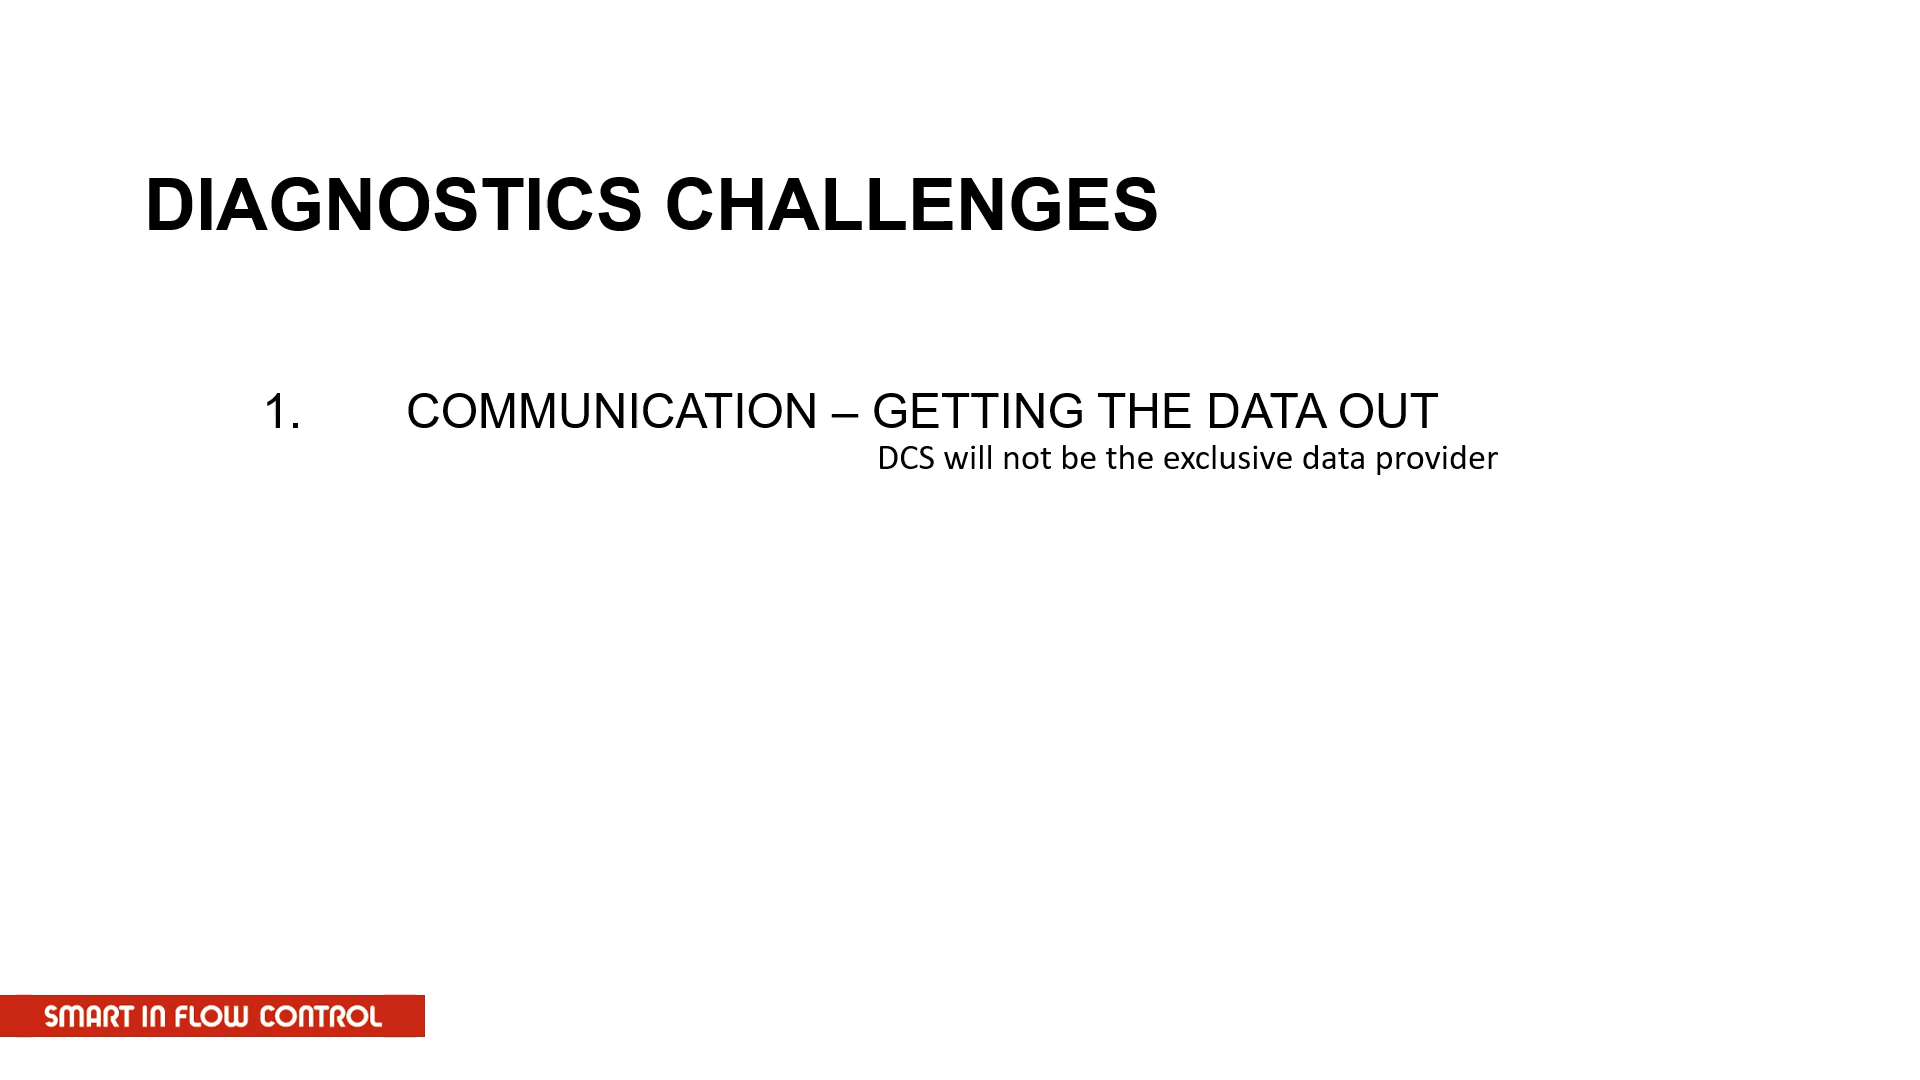 DIAGNOSTICS CHALLENGES
1. COMMUNICATION – GETTING THE DATA OUT
DCS will not be the exclusive data provider
SMART IN FLOW CONTROL